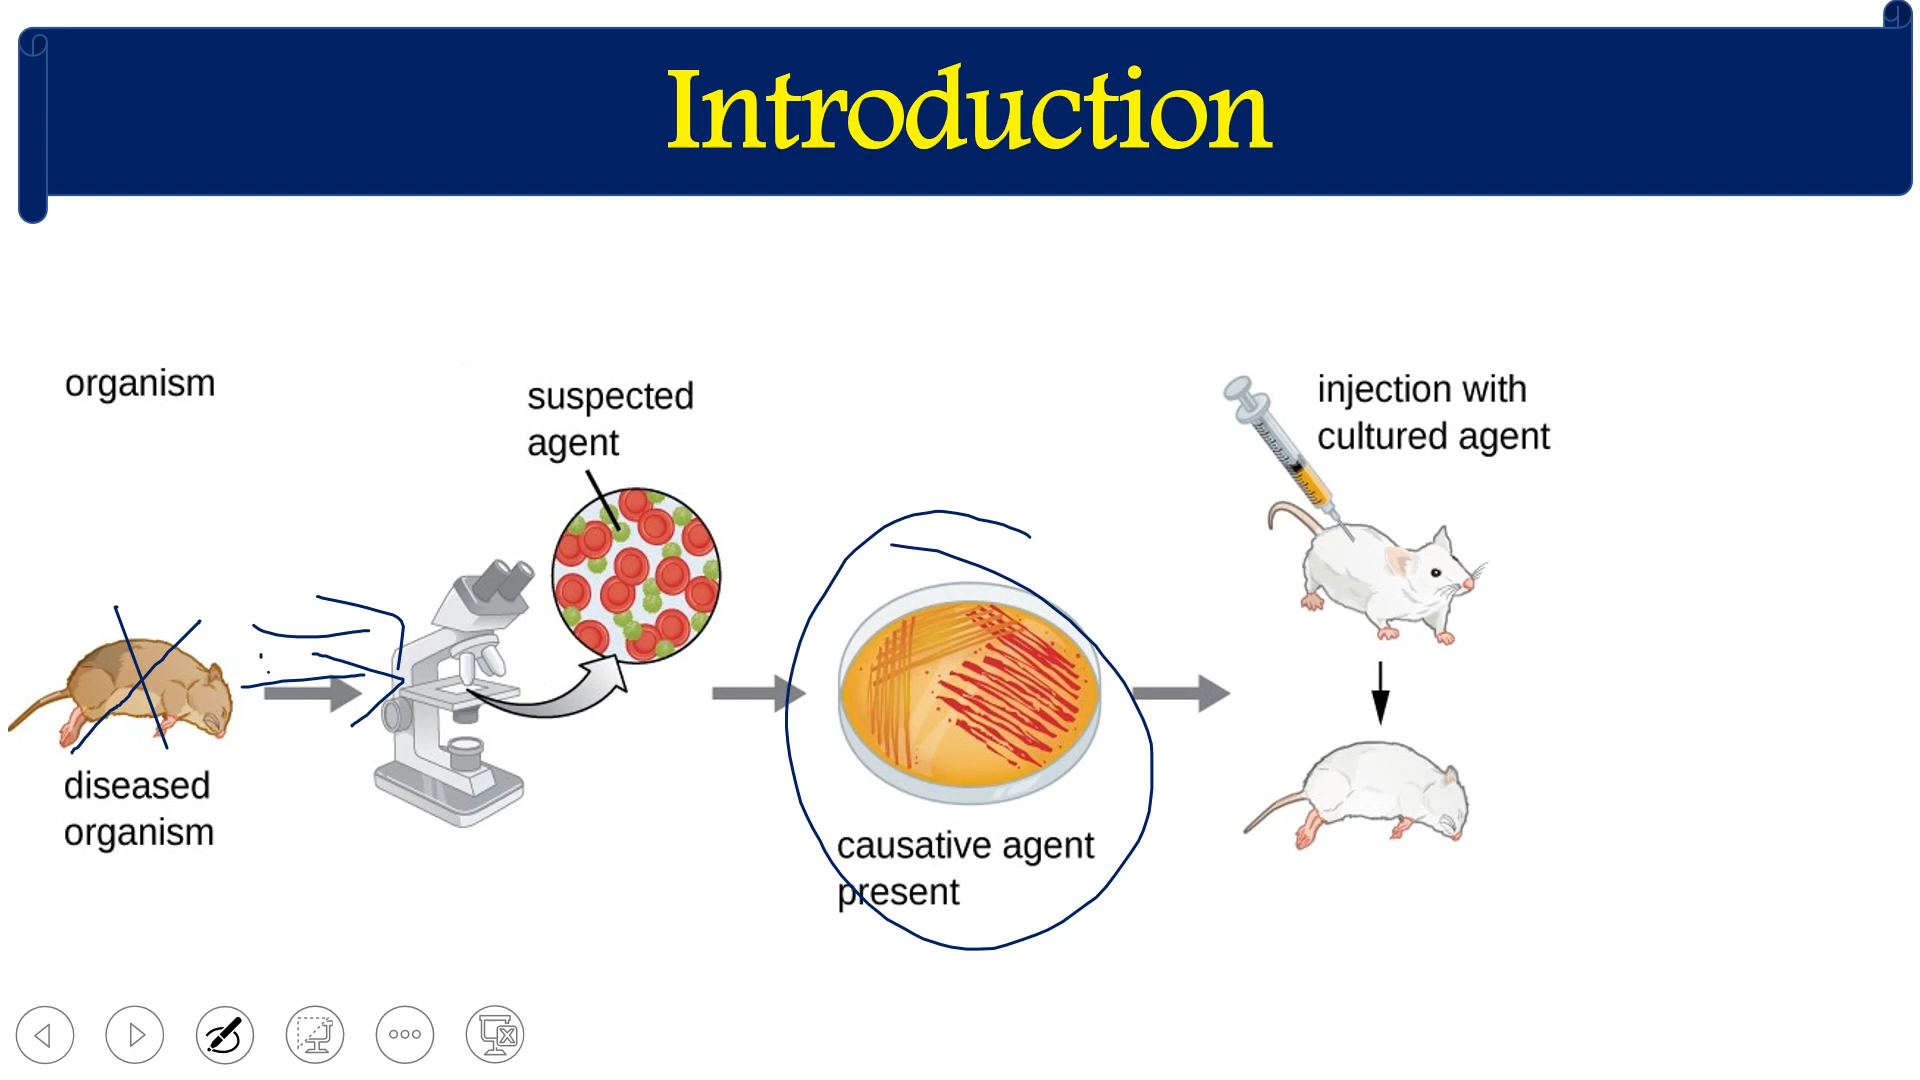 Introduction
organism
suspected
agent
injection with
cultured agent
diseased
organism
causative agent
present